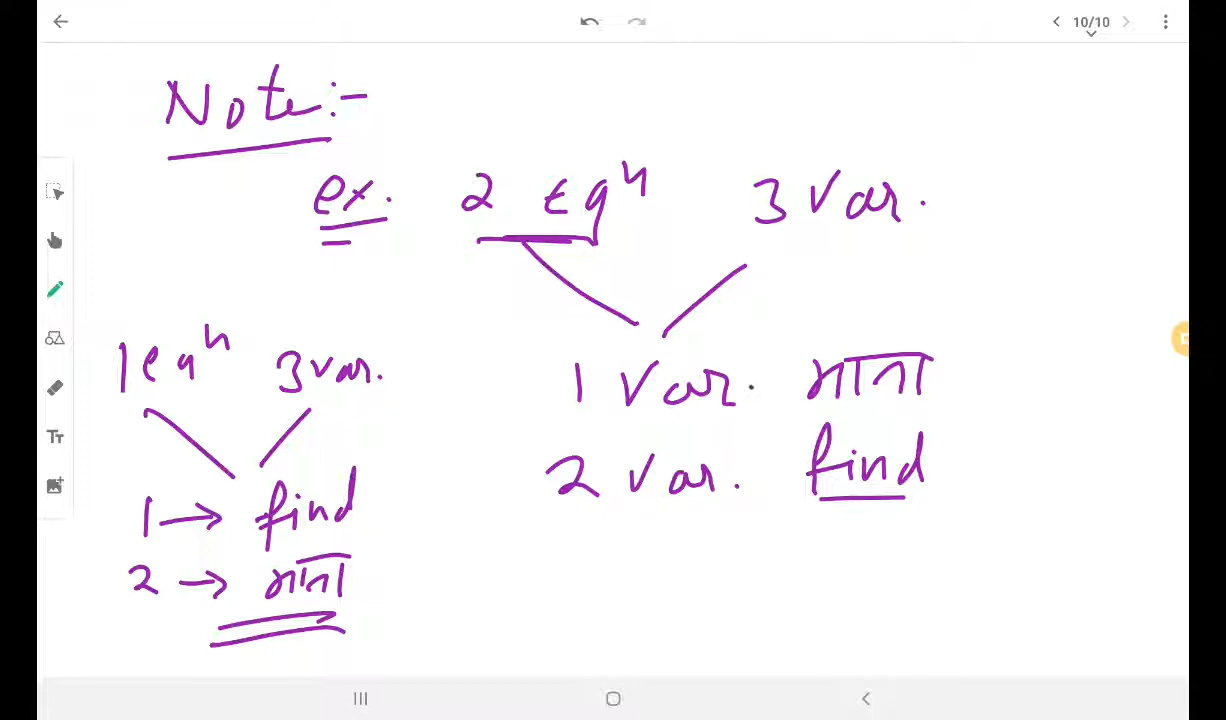 10/10
Note:-
ex. 2 Eqⁿ 3 Var.
1 Var. माना
2 Var. find
1 eqⁿ 3 var.
1 → find
2 → माना
Tт